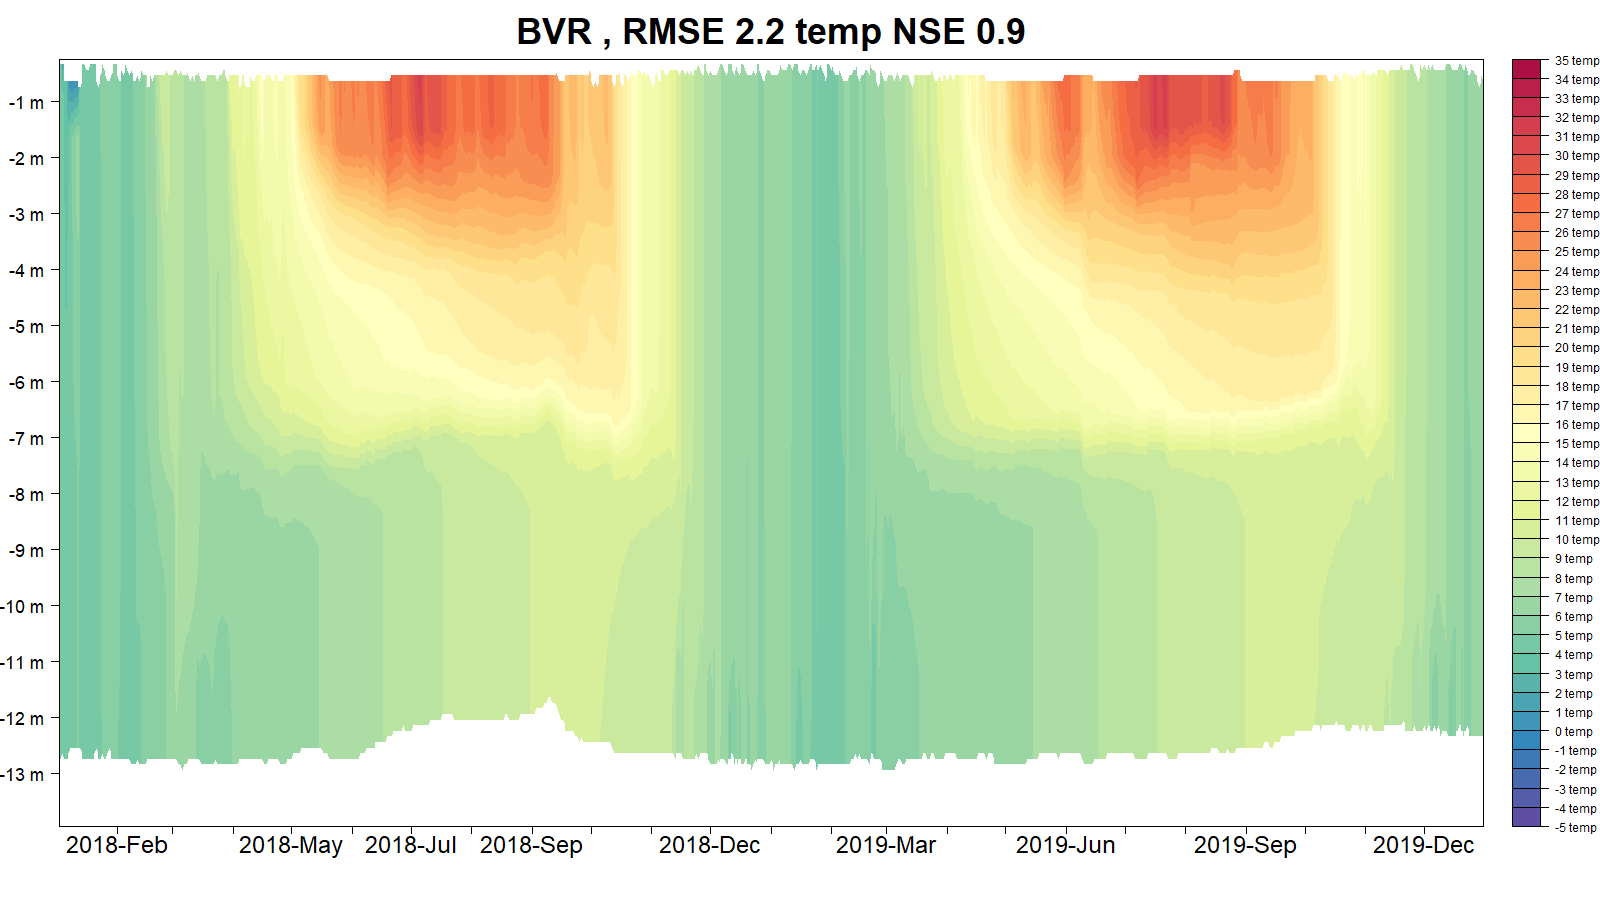 BVR , RMSE 2.2 temp NSE 0.9
-1 m
-2 m
-3 m
-4 m
-5 m
-6 m
-7 m
-8 m
-9 m
-10 m
-11 m
-12 m
-13 m
2018-Feb 2018-May 2018-Jul 2018-Sep 2018-Dec 2019-Mar 2019-Jun 2019-Sep 2019-Dec
35 temp
34 temp
33 temp
32 temp
31 temp
30 temp
29 temp
28 temp
27 temp
26 temp
25 temp
24 temp
23 temp
22 temp
21 temp
20 temp
19 temp
18 temp
17 temp
16 temp
15 temp
14 temp
13 temp
12 temp
11 temp
10 temp
9 temp
8 temp
7 temp
6 temp
5 temp
4 temp
3 temp
2 temp
1 temp
0 temp
-1 temp
-2 temp
-3 temp
-4 temp
-5 temp